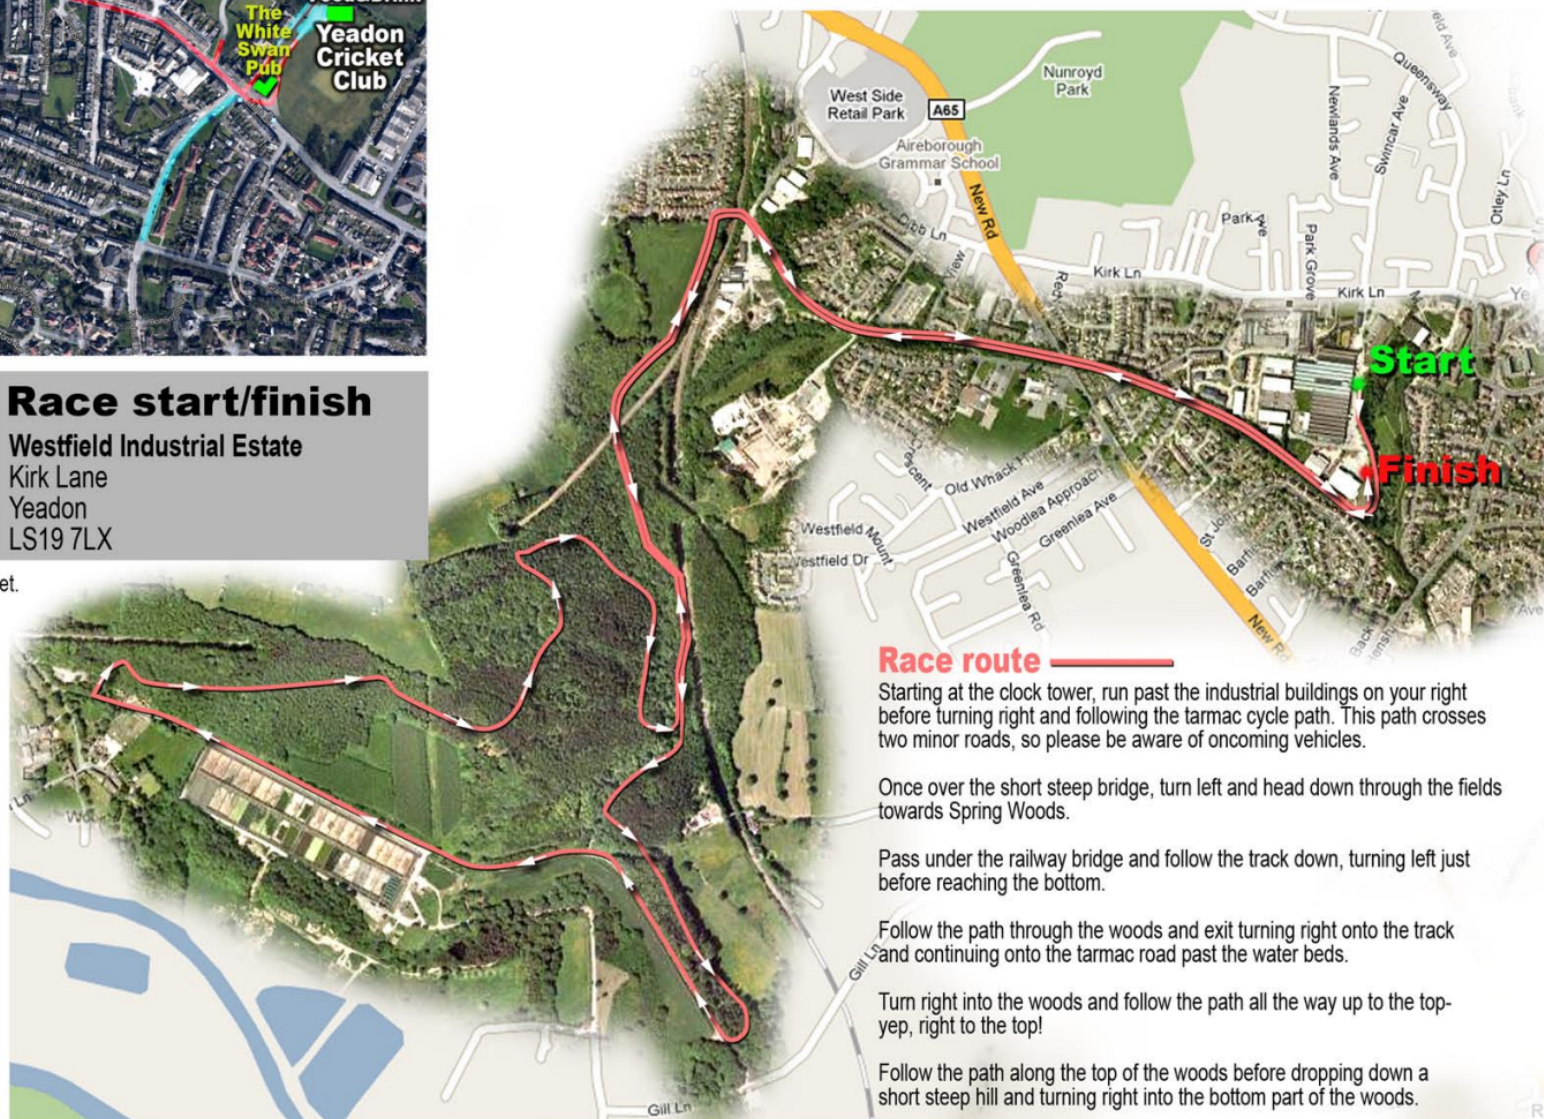 The
White
Swan
Pub
Yeadon
Cricket
Club
Race start/finish
Westfield Industrial Estate
Kirk Lane
Yeadon
LS19 7LX
et.
West Side
Retail Park
A65
Nunroyd
Park
Aireborough
Grammar School
New Rd
Queensway
Newlands Ave
Swincar Ave
Otley Ln
Park Ave
Park Grove
Kirk Ln
Kirk Ln
Ye
View
Start
Finish
Old Whack H
Westfield Ave
Woodlea Approach
Greenlea Ave
Westfield Mount
Westfield Dr
Greenlea Rd
New Rd
Ave
Gill Ln
Gill Ln
Race route
Starting at the clock tower, run past the industrial buildings on your right
before turning right and following the tarmac cycle path. This path crosses
two minor roads, so please be aware of oncoming vehicles.
Once over the short steep bridge, turn left and head down through the fields
towards Spring Woods.
Pass under the railway bridge and follow the track down, turning left just
before reaching the bottom.
Follow the path through the woods and exit turning right onto the track
and continuing onto the tarmac road past the water beds.
Turn right into the woods and follow the path all the way up to the top-
yep, right to the top!
Follow the path along the top of the woods before dropping down a
short steep hill and turning right into the bottom part of the woods.